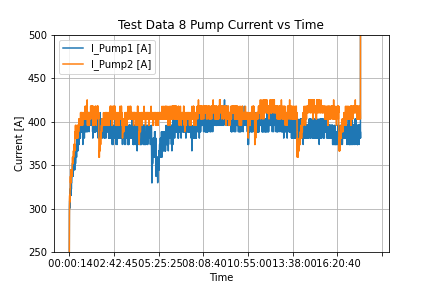 Test Data 8 Pump Current vs Time
I_Pump1 [A]
I_Pump2 [A]
500
450
400
350
300
250
Current [A]
00:00:14 02:42:45 05:25:25 08:08:40 10:55:00 13:38:00 16:20:40
Time